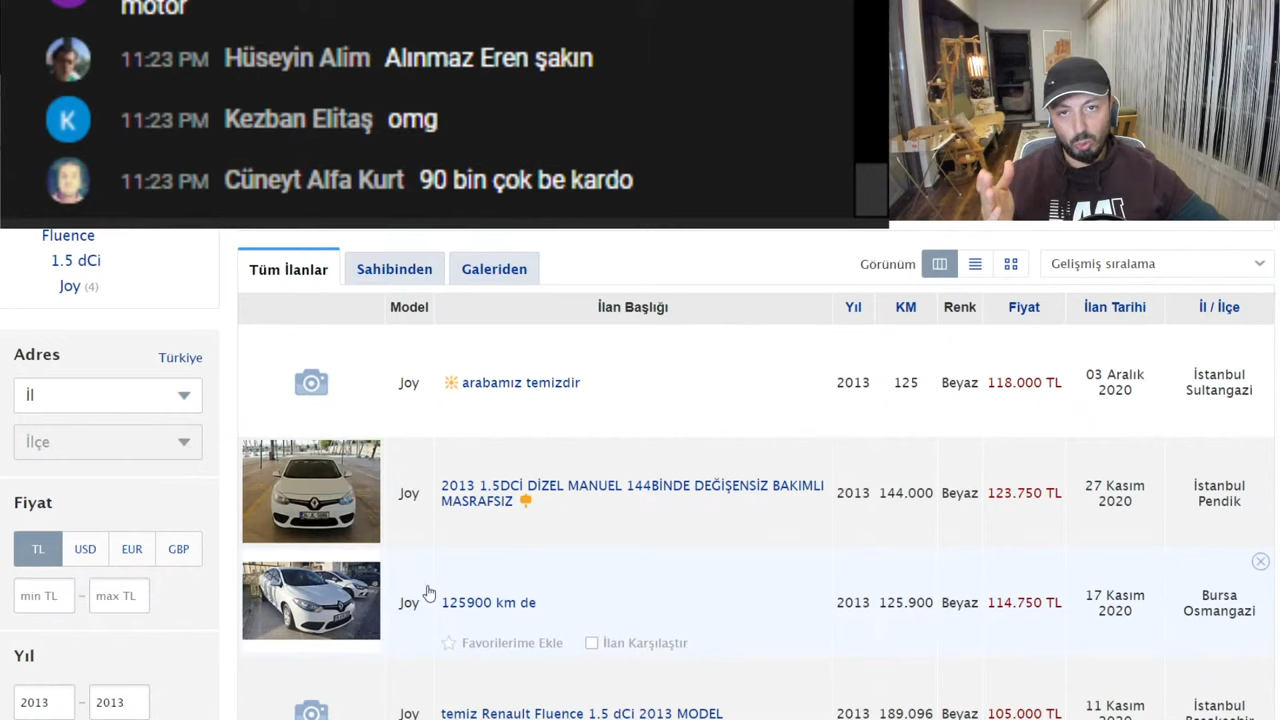 motor
11:23 PM Hüseyin Alim Alınmaz Eren şakın
K 11:23 PM Kezban Elitaş omg
11:23 PM Cüneyt Alfa Kurt 90 bin çok be kardo
Fluence
1.5 dCi
Joy (4)
Adres Türkiye
İl
İlçe
Fiyat
TL USD EUR GBP
min TL - max TL
Yıl
2013 - 2013
Tüm İlanlar Sahibinden Galeriden Görünüm Gelişmiş sıralama
Model İlan Başlığı Yıl KM Renk Fiyat İlan Tarihi İl / İlçe
Joy arabamız temizdir 2013 125 Beyaz 118.000 TL 03 Aralık 2020 İstanbul Sultangazi
Joy 2013 1.5DCİ DİZEL MANUEL 144BİNDE DEĞİŞENSİZ BAKIMLI
MASRAFSIZ 2013 144.000 Beyaz 123.750 TL 27 Kasım 2020 İstanbul Pendik
Joy 125900 km de 2013 125.900 Beyaz 114.750 TL 17 Kasım 2020 Bursa Osmangazi
Favorilerime Ekle İlan Karşılaştır
Joy temiz Renault Fluence 1.5 dCi 2013 MODEL 2013 189.096 Beyaz 105.000 TL 11 Kasım 2020 İstanbul